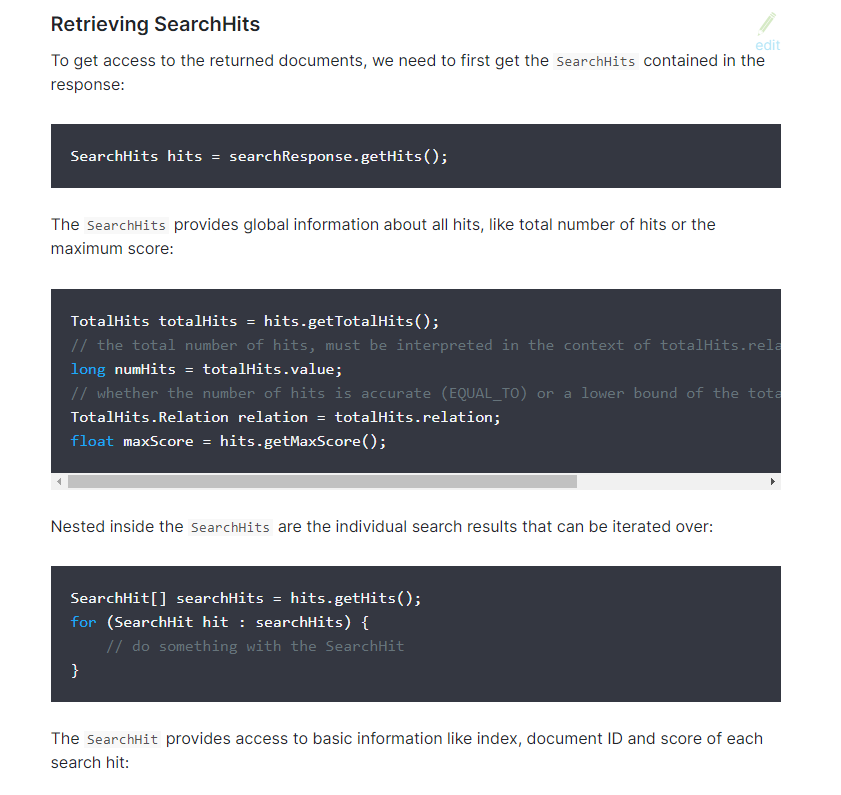 Retrieving SearchHits
edit
To get access to the returned documents, we need to first get the SearchHits contained in the
response:
SearchHits hits = searchResponse.getHits();
The SearchHits provides global information about all hits, like total number of hits or the
maximum score:
TotalHits totalHits = hits.getTotalHits();
// the total number of hits, must be interpreted in the context of totalHits.rela
long numHits = totalHits.value;
// whether the number of hits is accurate (EQUAL_TO) or a lower bound of the tota
TotalHits.Relation relation = totalHits.relation;
float maxScore = hits.getMaxScore();
Nested inside the SearchHits are the individual search results that can be iterated over:
SearchHit[] searchHits = hits.getHits();
for (SearchHit hit : searchHits) {
    // do something with the SearchHit
}
The SearchHit provides access to basic information like index, document ID and score of each
search hit: